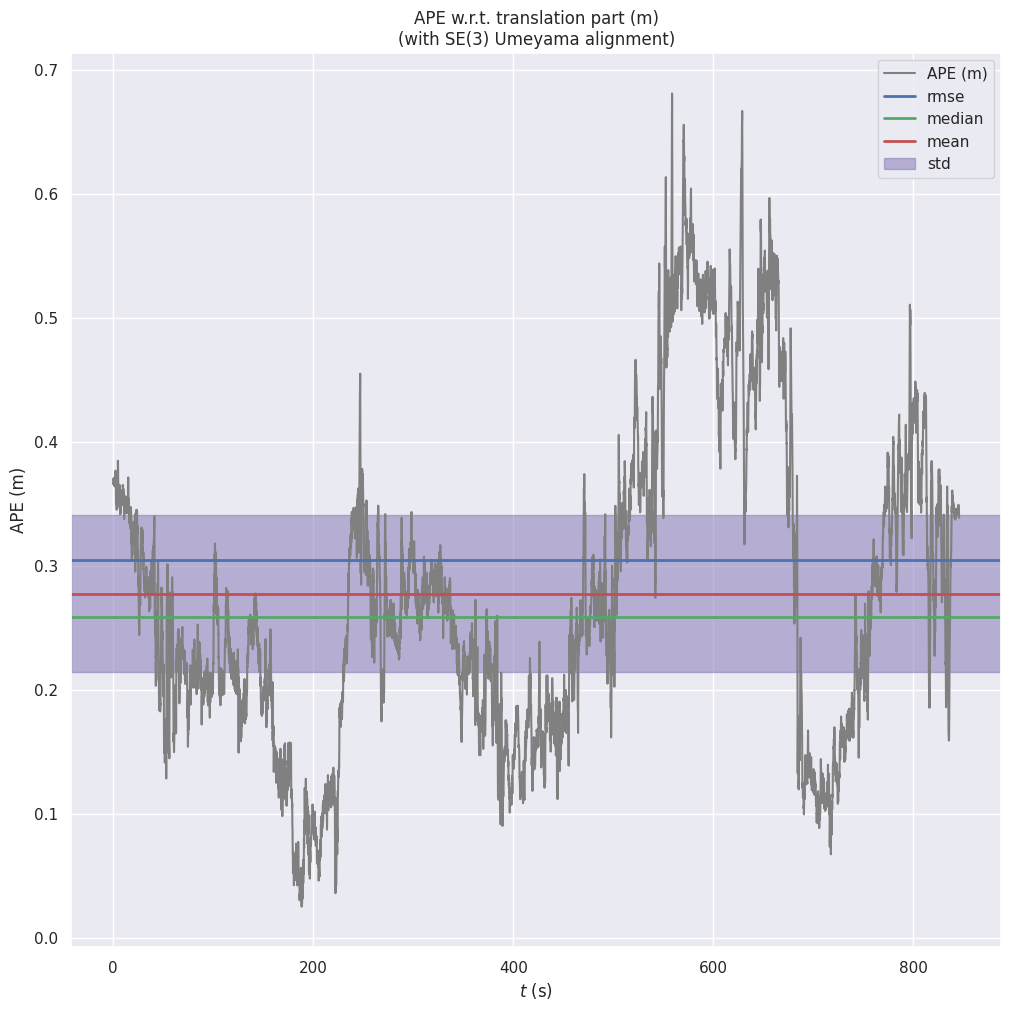 APE w.r.t. translation part (m)
(with SE(3) Umeyama alignment)
APE (m)
rmse
median
mean
std
0.7
0.6
0.5
0.4
0.3
0.2
0.1
0.0
APE (m)
0
200
400
600
800
t (s)